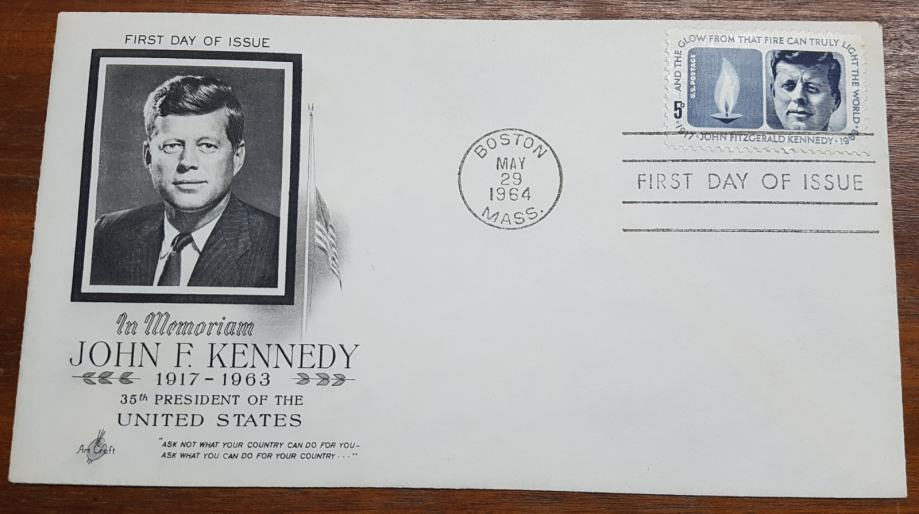 FIRST DAY OF ISSUE
In Memoriam
JOHN F. KENNEDY
1917 - 1963
35th PRESIDENT OF THE
UNITED STATES
"ASK NOT WHAT YOUR COUNTRY CAN DO FOR YOU–
ASK WHAT YOU CAN DO FOR YOUR COUNTRY..."
Art Craft
BOSTON
MAY
29
1964
MASS.
...AND THE GLOW FROM THAT FIRE CAN TRULY LIGHT THE WORLD
U.S. POSTAGE
5¢
1917 · JOHN FITZGERALD KENNEDY · 1963
FIRST DAY OF ISSUE